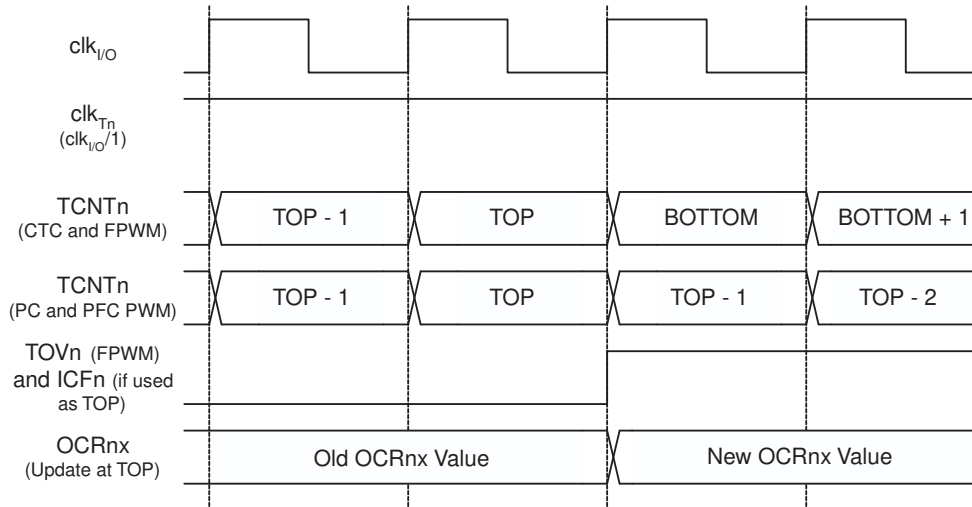 clkI/O
clkTn
(clkI/O/1)
TCNTn
(CTC and FPWM)
TOP - 1
TOP
BOTTOM
BOTTOM + 1
TCNTn
(PC and PFC PWM)
TOP - 1
TOP
TOP - 1
TOP - 2
TOVn (FPWM)
and ICFn (if used
as TOP)
OCRnx
(Update at TOP)
Old OCRnx Value
New OCRnx Value